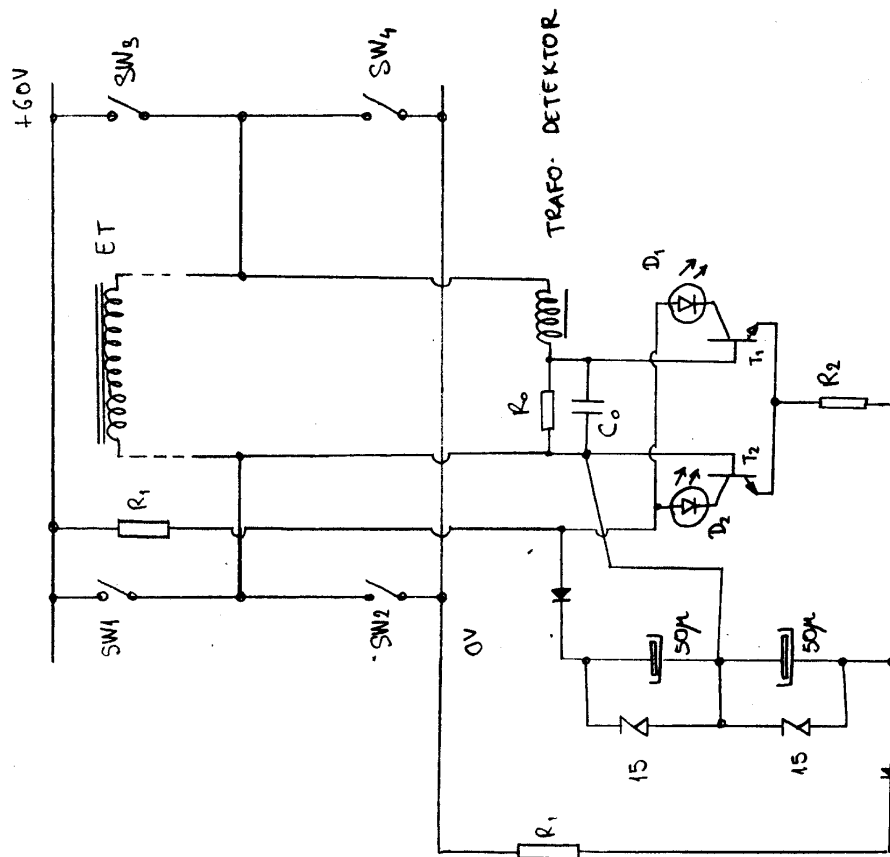 +60V
SW3
SW4
ET
TRAFO. DETEKTOR
R1
SW1
SW2
0V
R0
C0
D1
D2
T1
T2
R2
50µ
50µ
15
15
R1